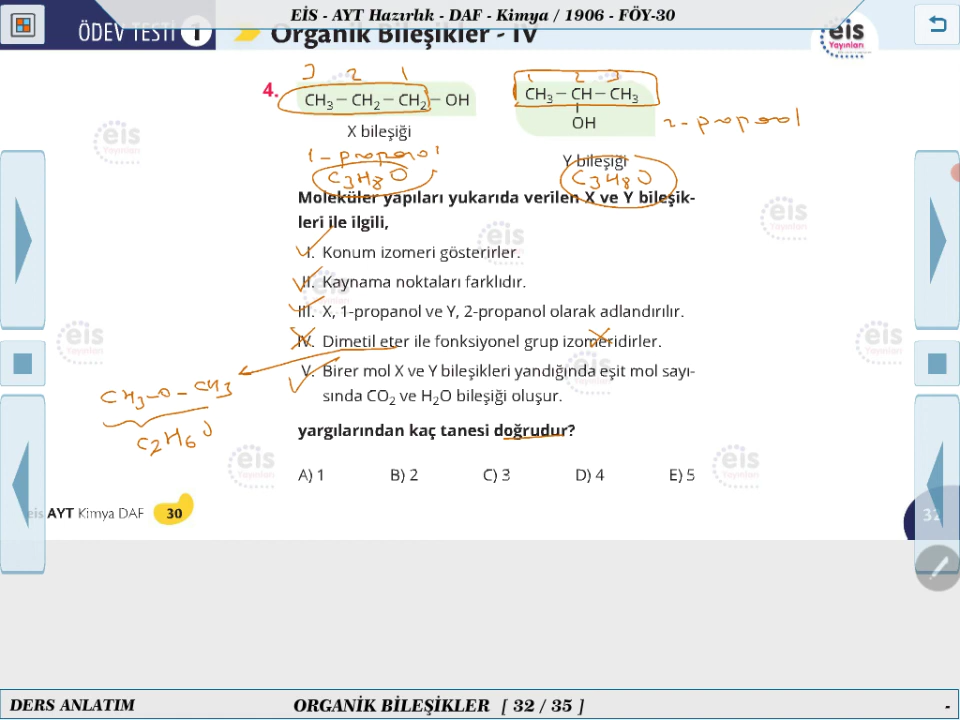 EİS - AYT Hazırlık - DAF - Kimya / 1906 - FÖY-30
ÖDEV TESTİ 1
Organik Bileşikler - IV
eis Yayınları
3 2 1
4. CH₃ – CH₂ – CH₂ – OH
X bileşiği
1-propanol
C₃H₈O
1 2 3
CH₃ – CH – CH₃
OH
2-propanol
Y bileşiği
C₃H₈O
Moleküler yapıları yukarıda verilen X ve Y bileşik-
leri ile ilgili,
I. Konum izomeri gösterirler.
II. Kaynama noktaları farklıdır.
III. X, 1-propanol ve Y, 2-propanol olarak adlandırılır.
IV. Dimetil eter ile fonksiyonel grup izomeridirler.
V. Birer mol X ve Y bileşikleri yandığında eşit mol sayı-
sında CO₂ ve H₂O bileşiği oluşur.
CH₃-O-CH₃
C₂H₆O
yargılarından kaç tanesi doğrudur?
A) 1 B) 2 C) 3 D) 4 E) 5
eis AYT Kimya DAF 30
32
DERS ANLATIM
ORGANİK BİLEŞİKLER [ 32 / 35 ]
-